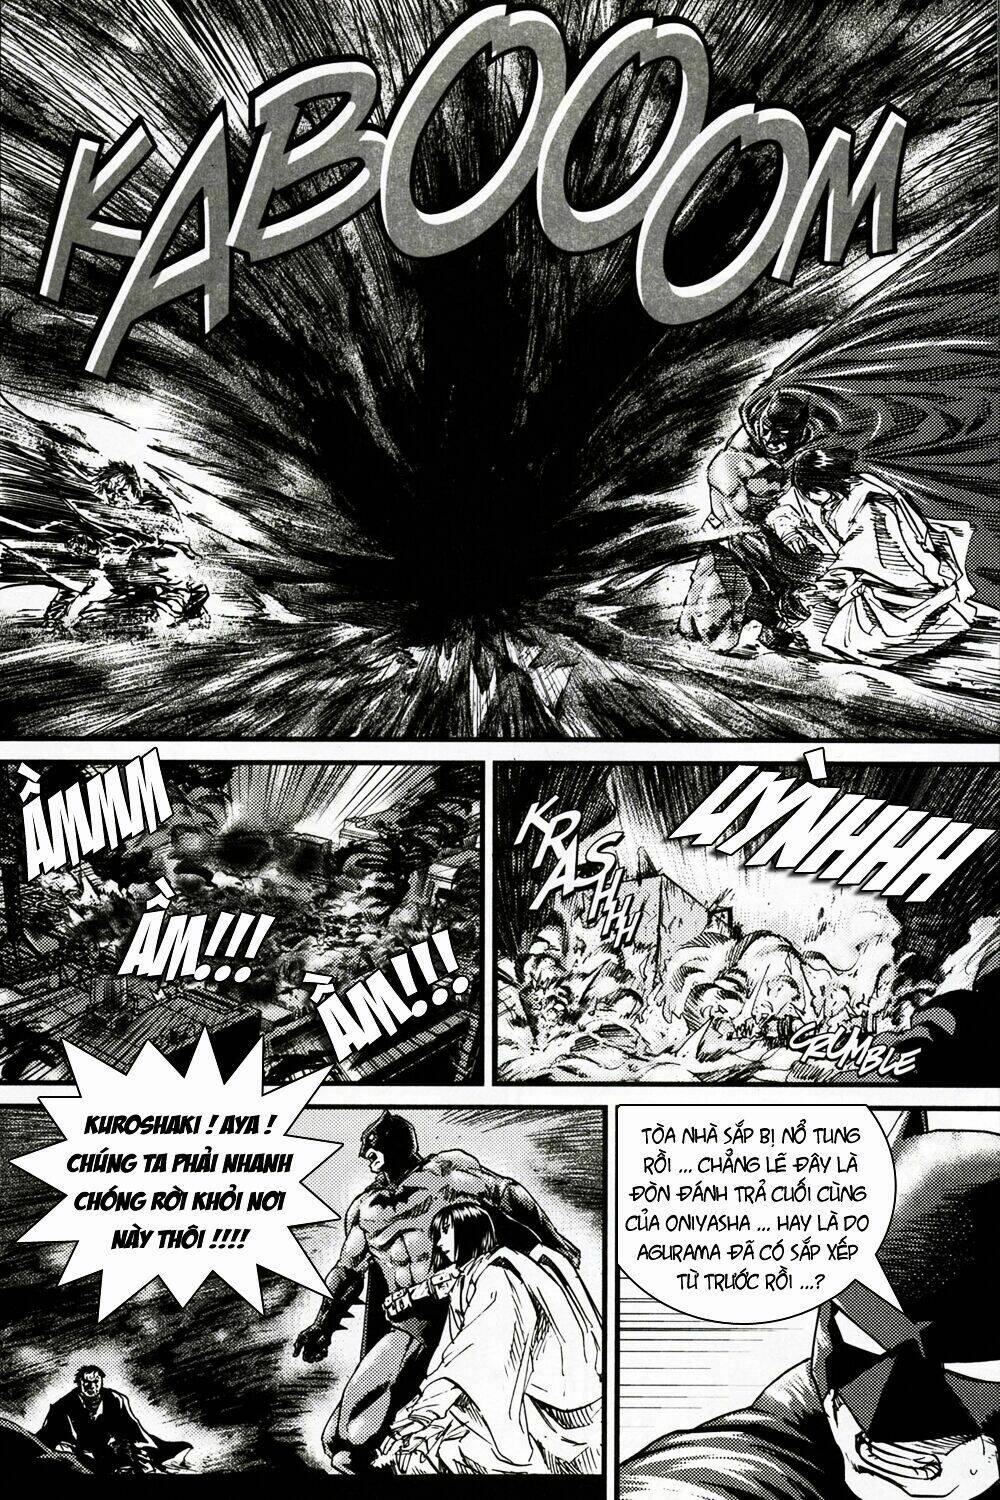 KABOOOOM
ẦMMM
ẦM!!!
ẦM!!!
KRASHHH
UỲNHHH
CRUMBLE
KUROSHAKI ! AYA !
CHÚNG TA PHẢI NHANH
CHÓNG RỜI KHỎI NƠI
NÀY THÔI !!!!
TÒA NHÀ SẮP BỊ NỔ TUNG
RỒI ... CHẲNG LẼ ĐÂY LÀ
ĐÒN ĐÁNH TRẢ CUỐI CÙNG
CỦA ONIYASHA ... HAY LÀ DO
AGURAMA ĐÃ CÓ SẮP XẾP
TỪ TRƯỚC RỒI ...?